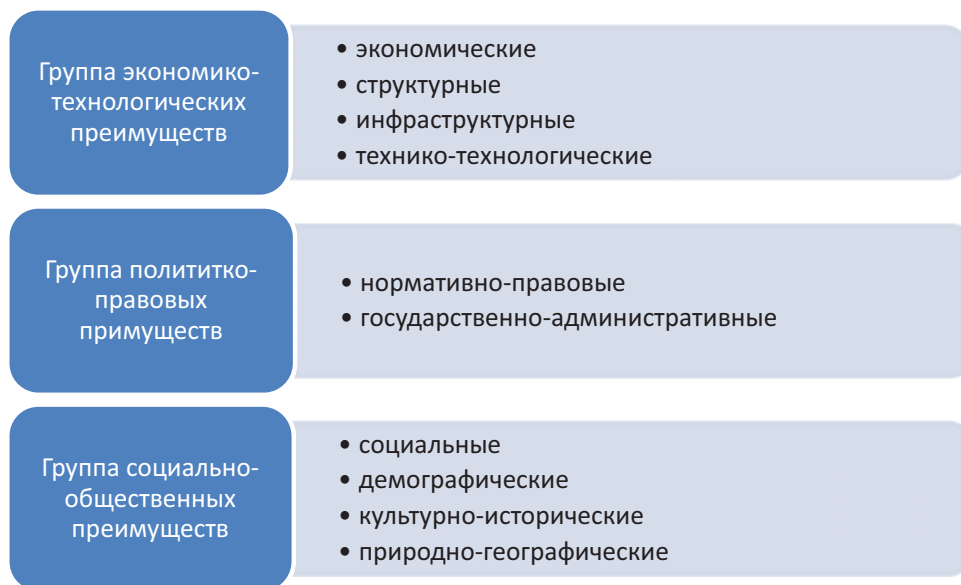 Группа экономико-
технологических
преимуществ
• экономические
• структурные
• инфраструктурные
• технико-технологические
Группа полититко-
правовых
примуществ
• нормативно-правовые
• государственно-административные
Группа социально-
общественных
преимуществ
• социальные
• демографические
• культурно-исторические
• природно-географические